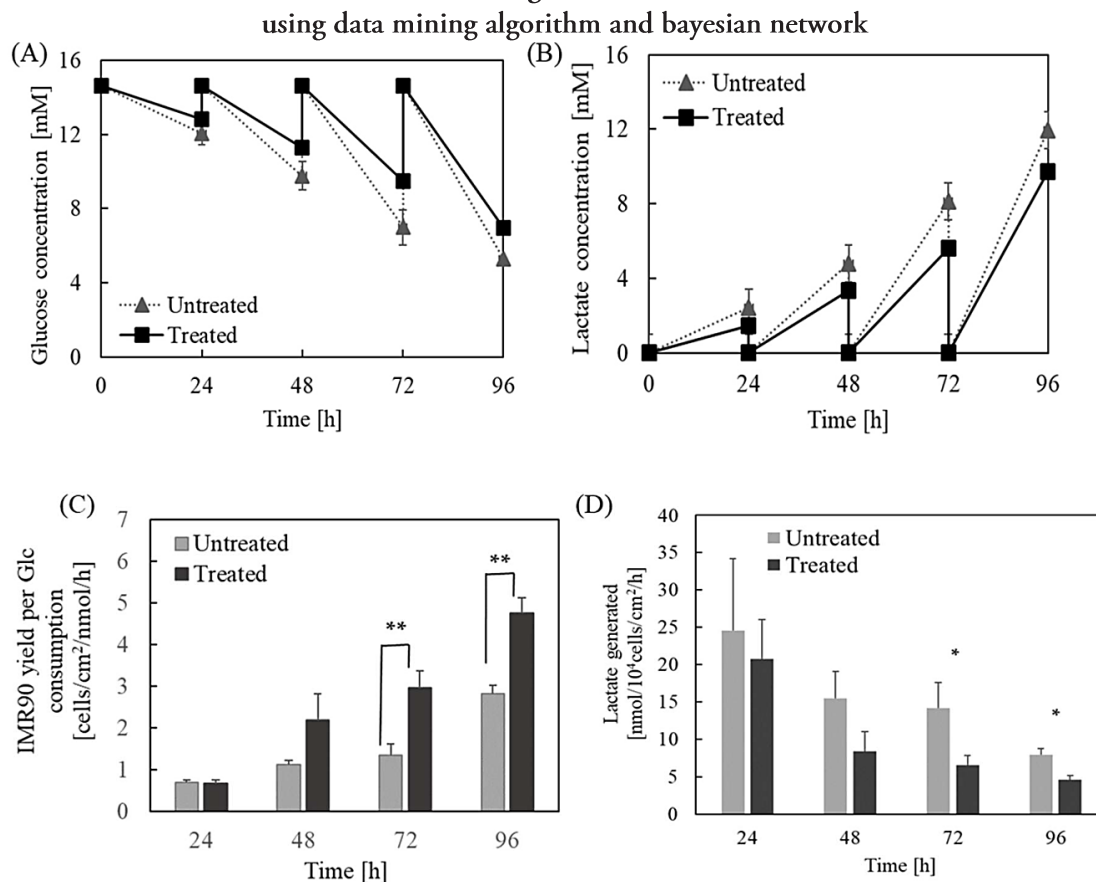 using data mining algorithm and bayesian network
(A)
16
12
8
4
0
Glucose concentration [mM]
Untreated
Treated
0 24 48 72 96
Time [h]
(B)
16
12
8
4
0
Lactate concentration [mM]
Untreated
Treated
0 24 48 72 96
Time [h]
(C)
7
6
5
4
3
2
1
0
IMR90 yield per Glc
consumption
[cells/cm²/nmol/h]
Untreated
Treated
**
**
24 48 72 96
Time [h]
(D)
40
35
30
25
20
15
10
5
0
Lactate generated
[nmol/10⁴cells/cm²/h]
Untreated
Treated
*
*
24 48 72 96
Time [h]